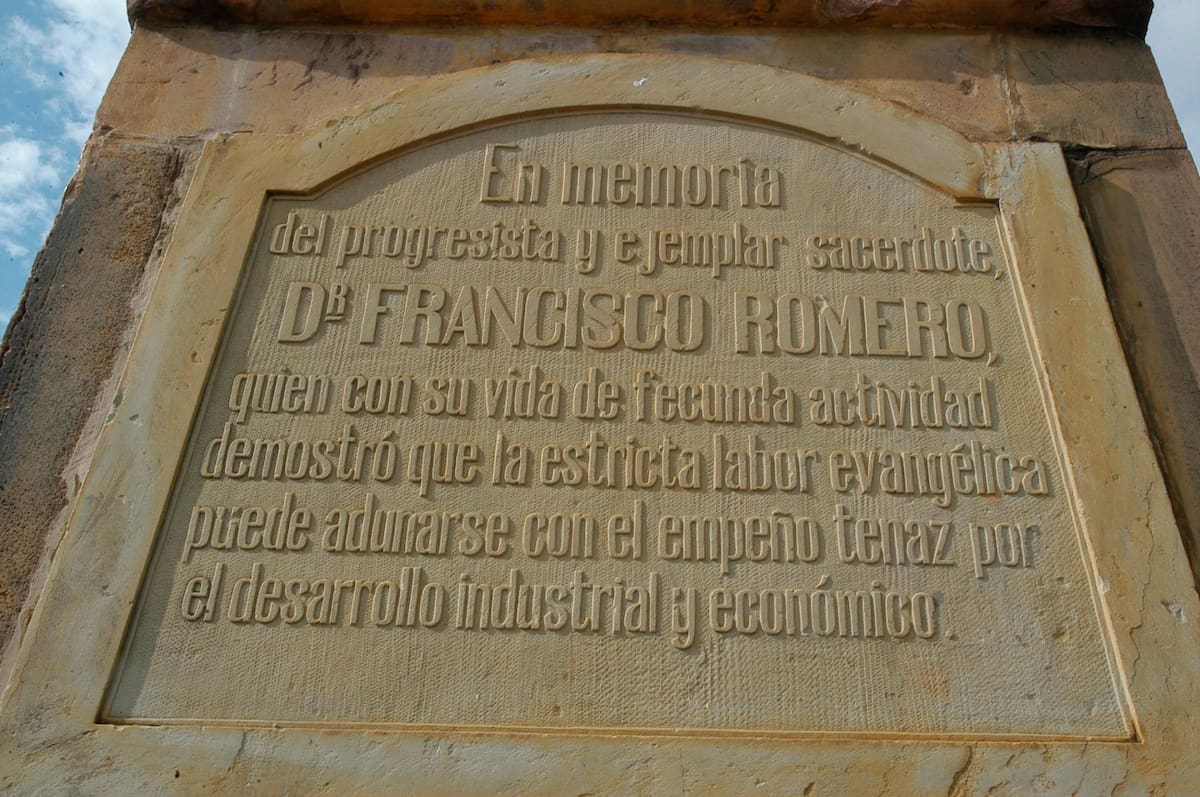 En memoria
del progresista y ejemplar sacerdote,
DR FRANCISCO ROMERO,
quien con su vida de fecunda actividad
demostró que la estricta labor evangélica
puede adunarse con el empeño tenaz por
el desarrollo industrial y económico.